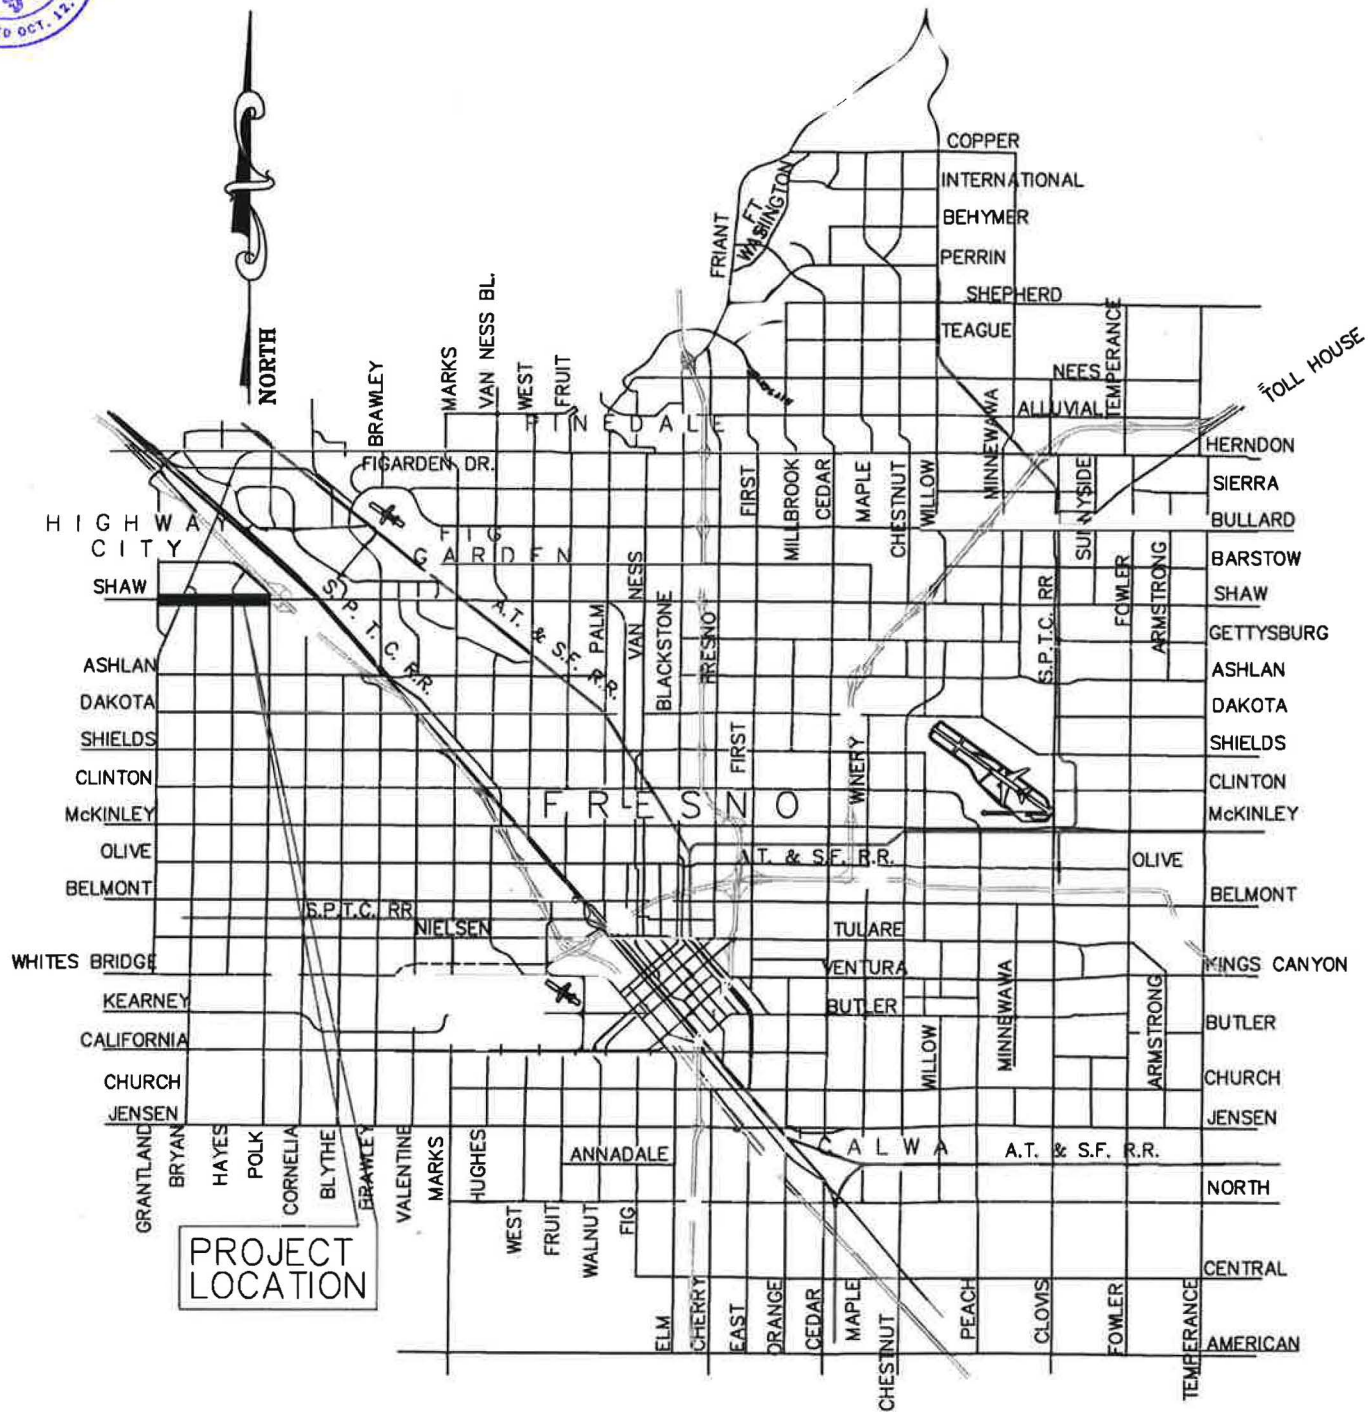 OCT. 12,
NORTH
COPPER
INTERNATIONAL
BEHYMER
PERRIN
SHEPHERD
TEAGUE
NEES
ALLUVIAL
HERNDON
SIERRA
BULLARD
BARSTOW
SHAW
GETTYSBURG
ASHLAN
DAKOTA
SHIELDS
CLINTON
McKINLEY
OLIVE
BELMONT
KINGS CANYON
BUTLER
CHURCH
JENSEN
A.T. & S.F. R.R.
NORTH
CENTRAL
AMERICAN
TOLL HOUSE
FRIANT
FT
WASHINGTON
TEMPERANCE
MINNEWAWA
SUNNYSIDE
BRAWLEY
MARKS
VAN NESS BL.
WEST
FRUIT
PINEDALE
FIGARDEN DR.
FIRST
MILLBROOK
CEDAR
MAPLE
CHESTNUT
WILLOW
HIGHWAY
CITY
FIG
GARDEN
SHAW
ASHLAN
DAKOTA
SHIELDS
CLINTON
McKINLEY
OLIVE
BELMONT
WHITES BRIDGE
KEARNEY
CALIFORNIA
CHURCH
JENSEN
S. P. T. C. R.R.
A.T. & S.F. R.R.
PALM
VAN NESS
BLACKSTONE
FRESNO
FIRST
WINERY
S.P.T.C. RR
FOWLER
ARMSTRONG
FRESNO
A.T. & S.F. R.R.
OLIVE
S.P.T.C. RR
NIELSEN
TULARE
VENTURA
BUTLER
WILLOW
MINNEWAWA
ARMSTRONG
CALWA
ANNADALE
GRANTLAND
BRYAN
HAYES
POLK
CORNELIA
BLYTHE
BRAWLEY
VALENTINE
MARKS
HUGHES
WEST
FRUIT
WALNUT
FIG
ELM
CHERRY
EAST
ORANGE
CEDAR
MAPLE
CHESTNUT
PEACH
CLOVIS
FOWLER
TEMPERANCE
PROJECT
LOCATION